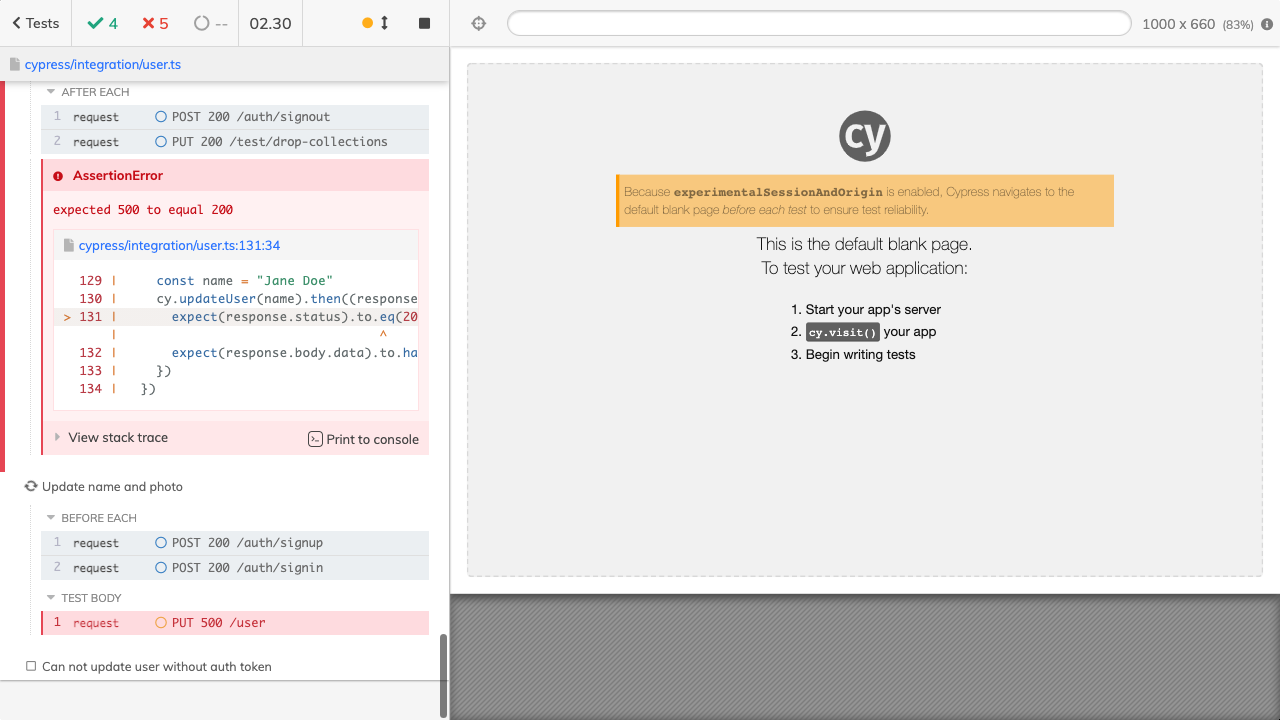 Tests 4 5 -- 02.30 1000 x 660 (83%)
cypress/integration/user.ts
AFTER EACH
1 request POST 200 /auth/signout
2 request PUT 200 /test/drop-collections
AssertionError
expected 500 to equal 200
cypress/integration/user.ts:131:34
129 | const name = "Jane Doe"
130 | cy.updateUser(name).then((response
> 131 | expect(response.status).to.eq(20
| ^
132 | expect(response.body.data).to.ha
133 | })
134 | })
View stack trace Print to console
Update name and photo
BEFORE EACH
1 request POST 200 /auth/signup
2 request POST 200 /auth/signin
TEST BODY
1 request PUT 500 /user
Can not update user without auth token
cy
Because experimentalSessionAndOrigin is enabled, Cypress navigates to the
default blank page before each test to ensure test reliability.
This is the default blank page.
To test your web application:
1. Start your app's server
2. cy.visit() your app
3. Begin writing tests